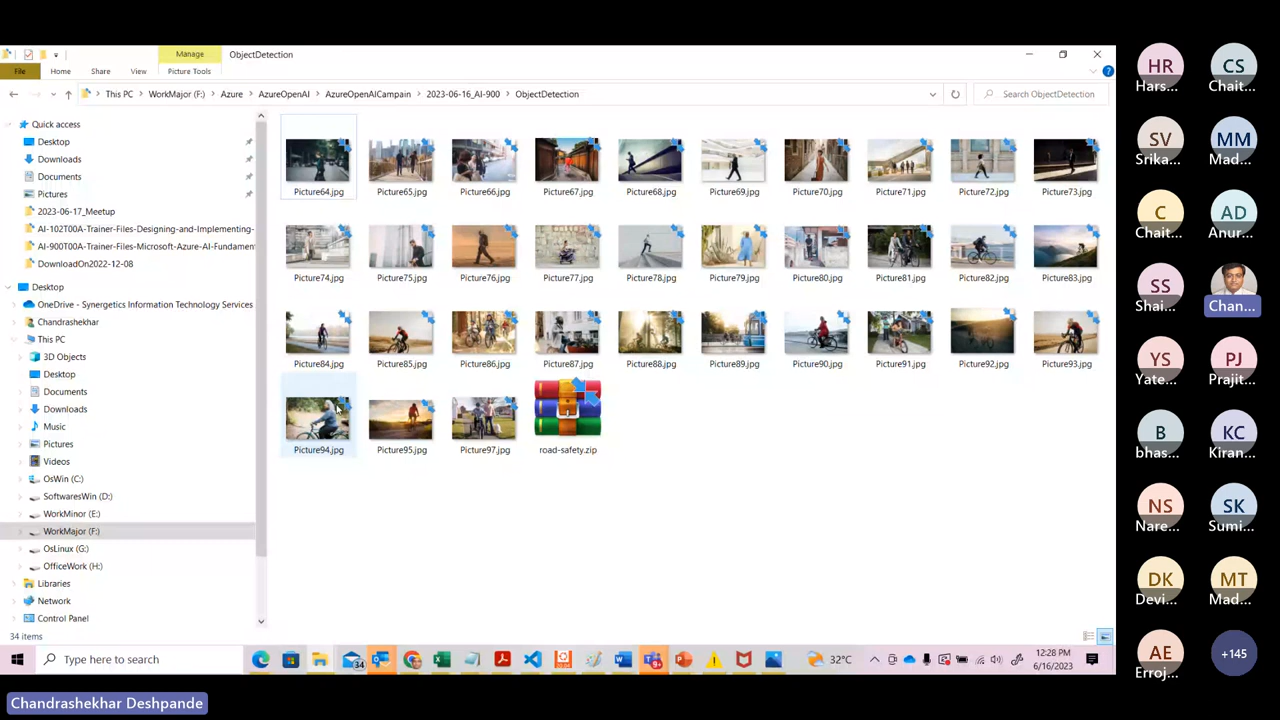 Manage
ObjectDetection
File
Home
Share
View
Picture Tools
This PC
WorkMajor (F:)
Azure
AzureOpenAI
AzureOpenAICampain
2023-06-16_AI-900
ObjectDetection
Search ObjectDetection
Quick access
Desktop
Downloads
Documents
Pictures
2023-06-17_Meetup
AI-102T00A-Trainer-Files-Designing-and-Implementing-
AI-900T00A-Trainer-Files-Microsoft-Azure-AI-Fundament
DownloadOn2022-12-08
Desktop
OneDrive - Synergetics Information Technology Services
Chandrashekhar
This PC
3D Objects
Desktop
Documents
Downloads
Music
Pictures
Videos
OsWin (C:)
SoftwaresWin (D:)
WorkMinor (E:)
WorkMajor (F:)
OsLinux (G:)
OfficeWork (H:)
Libraries
Network
Control Panel
34 items
Picture64.jpg
Picture65.jpg
Picture66.jpg
Picture67.jpg
Picture68.jpg
Picture69.jpg
Picture70.jpg
Picture71.jpg
Picture72.jpg
Picture73.jpg
Picture74.jpg
Picture75.jpg
Picture76.jpg
Picture77.jpg
Picture78.jpg
Picture79.jpg
Picture80.jpg
Picture81.jpg
Picture82.jpg
Picture83.jpg
Picture84.jpg
Picture85.jpg
Picture86.jpg
Picture87.jpg
Picture88.jpg
Picture89.jpg
Picture90.jpg
Picture91.jpg
Picture92.jpg
Picture93.jpg
Picture94.jpg
Picture95.jpg
Picture97.jpg
road-safety.zip
Type here to search
34
32°C
12:28 PM
6/16/2023
HR
Hars...
CS
Chait...
SV
Srika...
MM
Mad...
C
Chait...
AD
Anur...
SS
Shai...
Chan...
YS
Yate...
PJ
Prajit...
B
bhas...
KC
Kiran...
NS
Nare...
SK
Sumi...
DK
Devi...
MT
Mad...
AE
Erroj...
+145
Chandrashekhar Deshpande